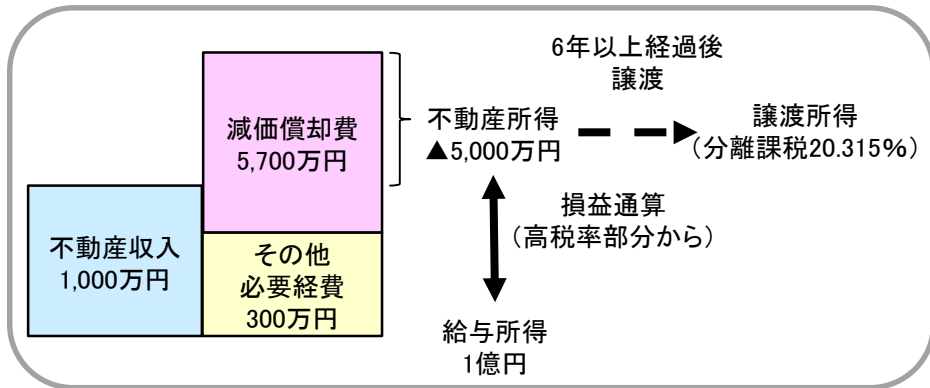 6年以上経過後
譲渡
減価償却費
5,700万円
不動産所得
▲5,000万円
譲渡所得
（分離課税20.315%）
不動産収入
1,000万円
その他
必要経費
300万円
損益通算
（高税率部分から）
給与所得
1億円